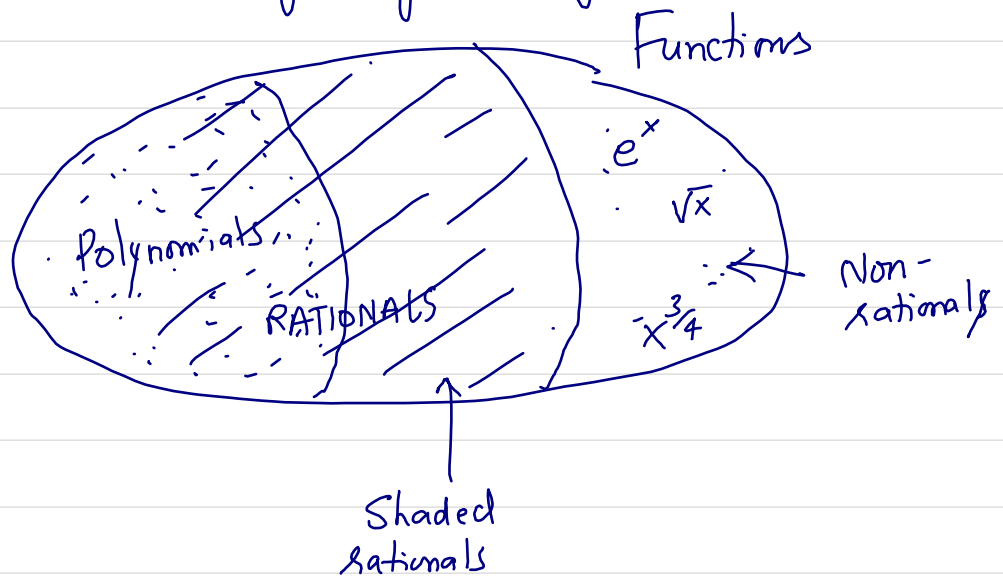 Functions
e^x
√x
Polynomials
Non-
rationals
RATIONALS
x^3/4
Shaded
rationals